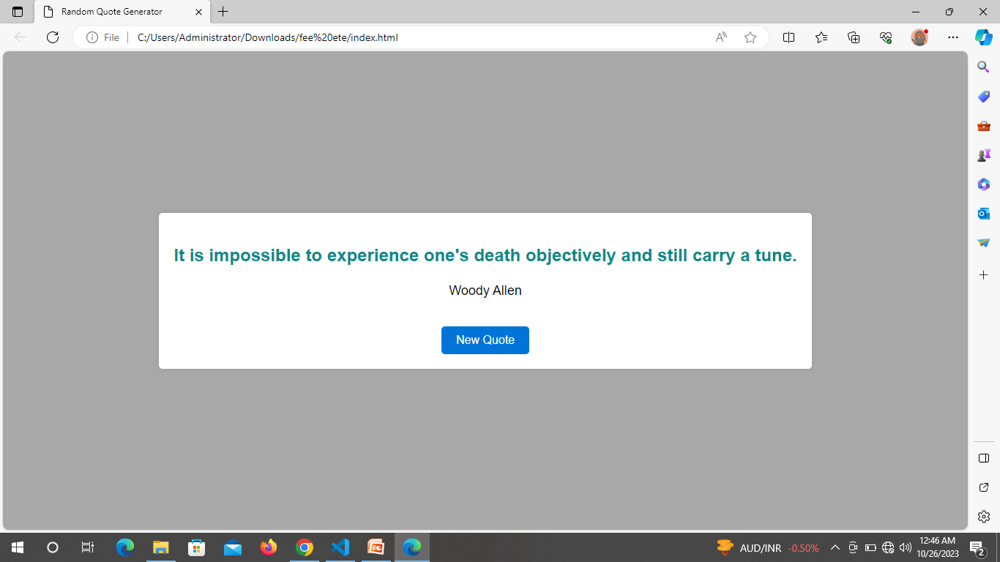 Random Quote Generator
File
C:/Users/Administrator/Downloads/fee%20ete/index.html
It is impossible to experience one's death objectively and still carry a tune.
Woody Allen
New Quote
AUD/INR -0.50%
12:46 AM
10/26/2023
2